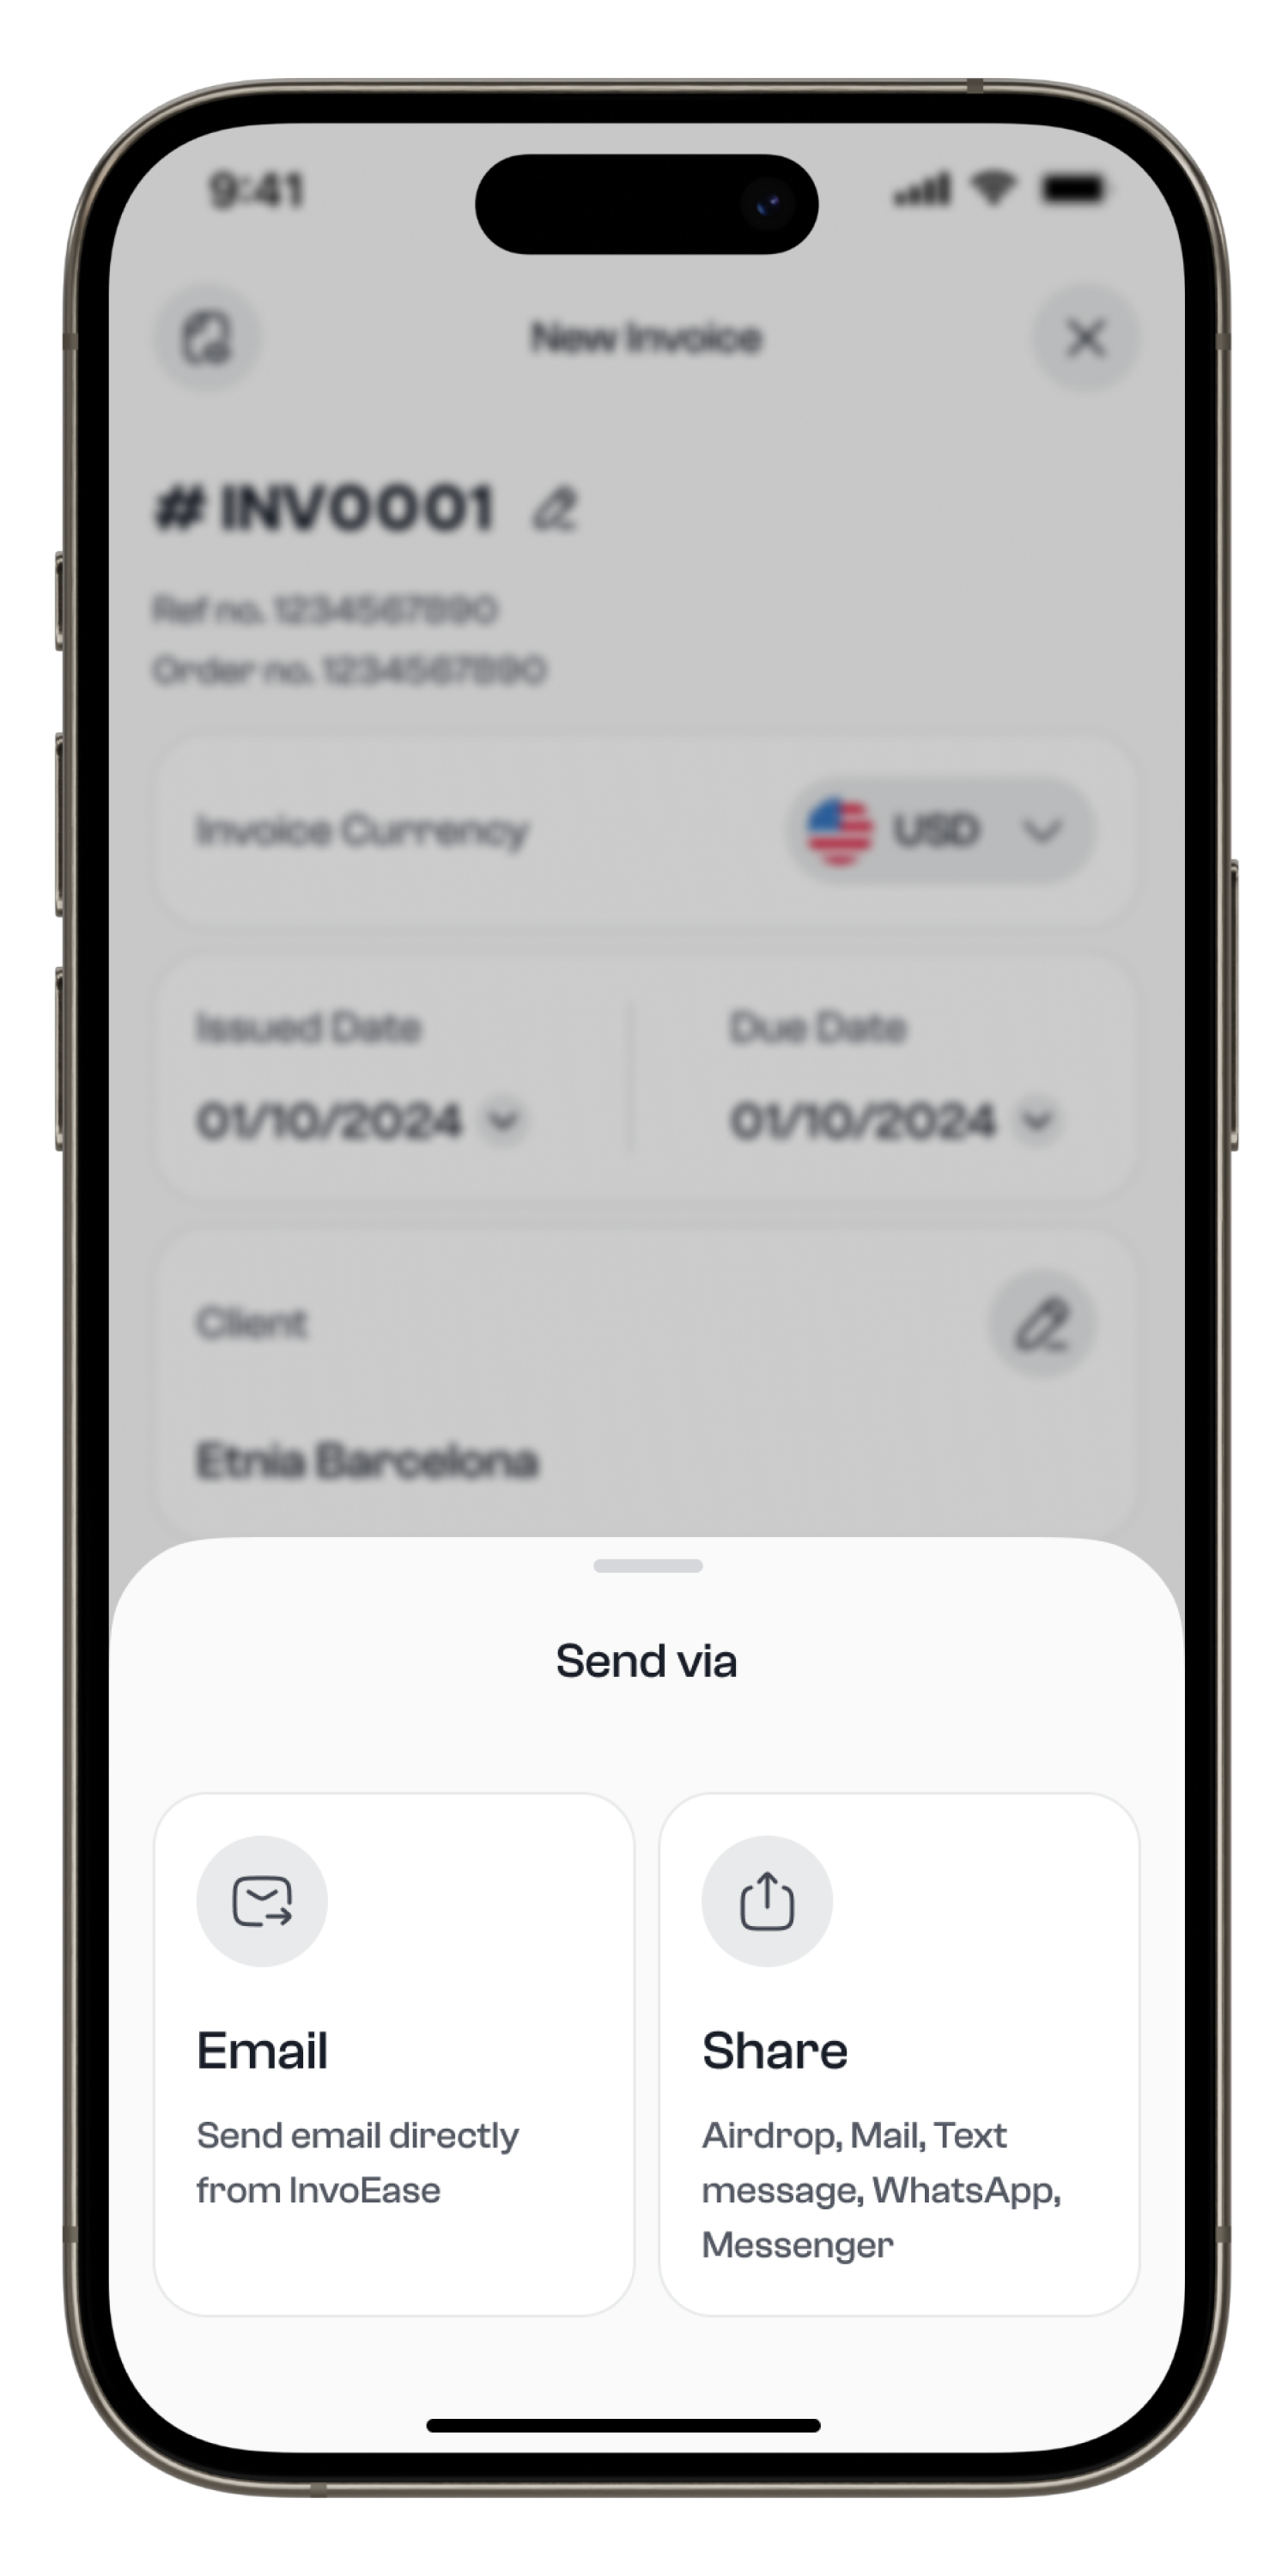 9:41
New Invoice
# INV0001
Ref no. 1234567890
Order no. 1234567890
Invoice Currency
USD
Issued Date
Due Date
01/10/2024
01/10/2024
Client
Etnia Barcelona
Send via
Email
Share
Send email directly
from InvoEase
Airdrop, Mail, Text
message, WhatsApp,
Messenger